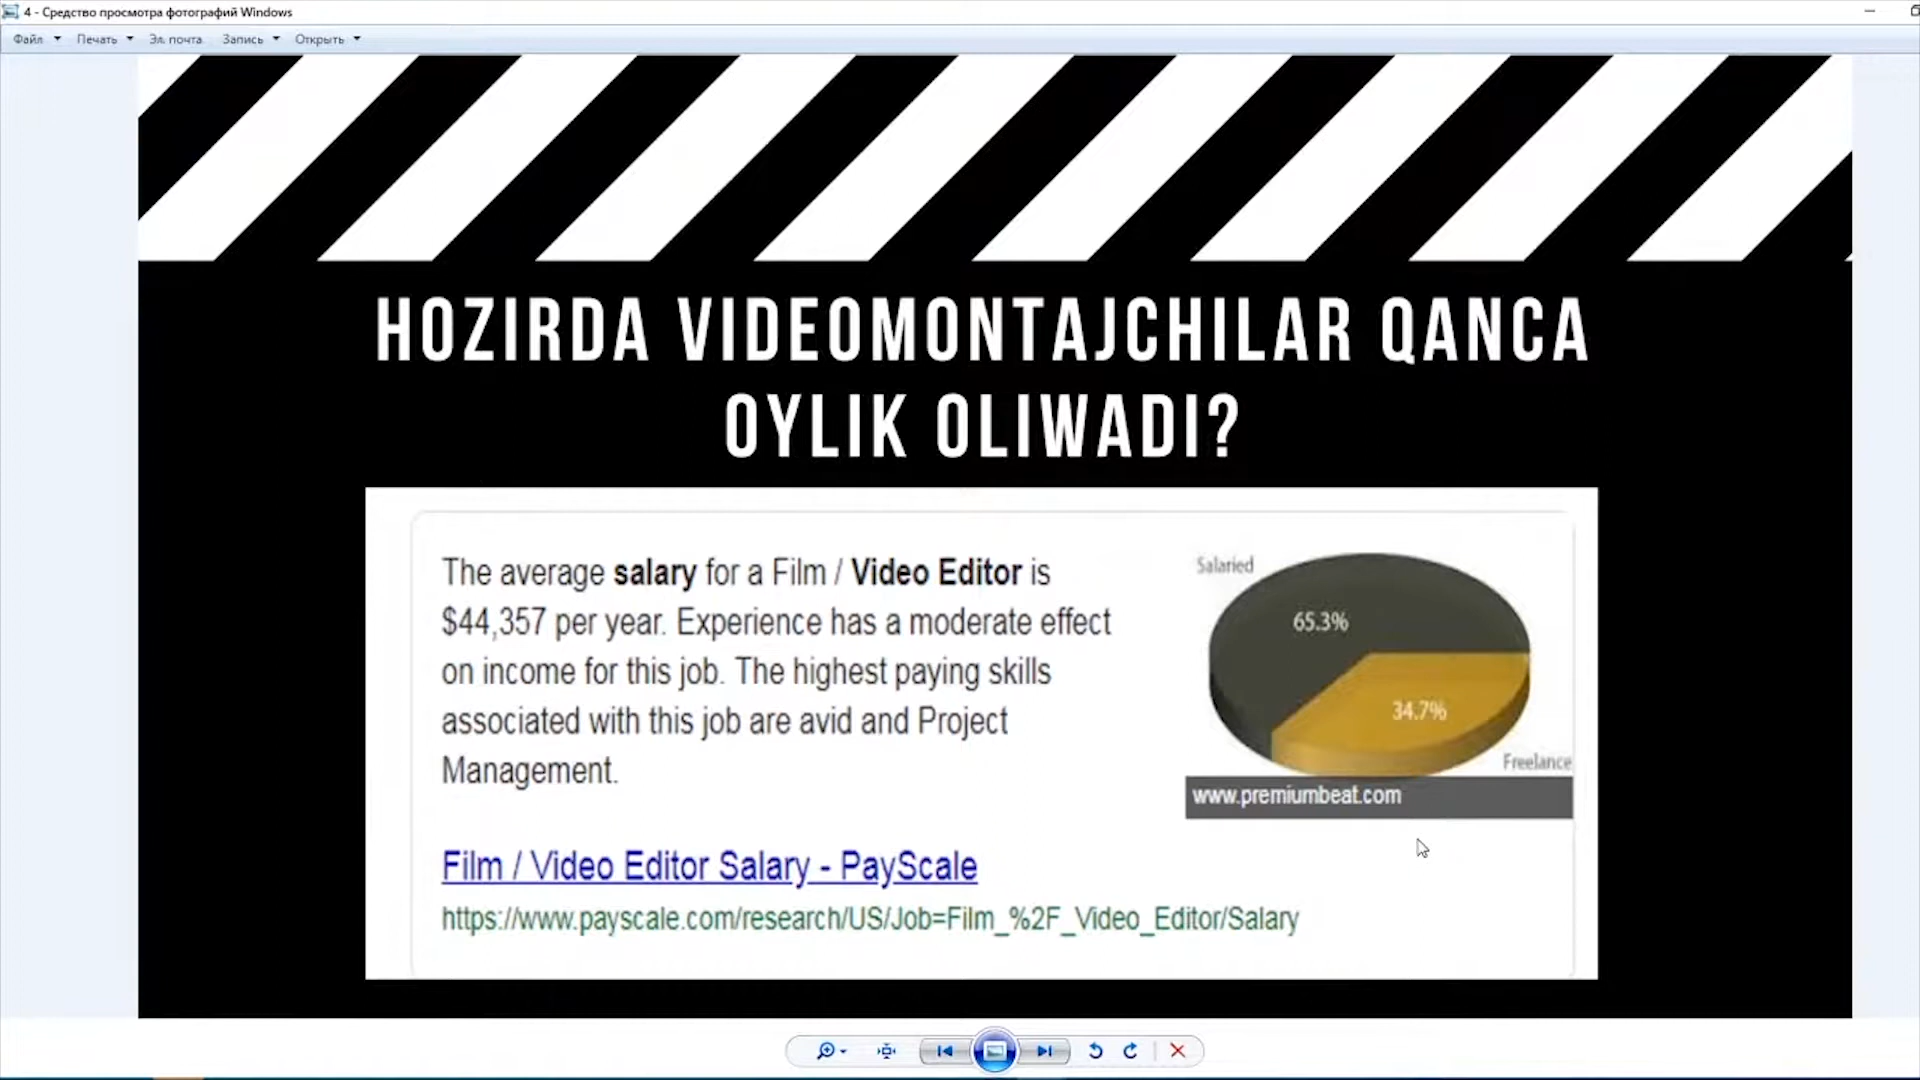 4 - Средство просмотра фотографий Windows
Файл Печать Эл. почта Запись Открыть
HOZIRDA VIDEOMONTAJCHILAR QANCA
OYLIK OLIWADI?
The average salary for a Film / Video Editor is
$44,357 per year. Experience has a moderate effect
on income for this job. The highest paying skills
associated with this job are avid and Project
Management.
Salaried
65.3%
34.7%
Freelance
www.premiumbeat.com
Film / Video Editor Salary - PayScale
https://www.payscale.com/research/US/Job=Film_%2F_Video_Editor/Salary